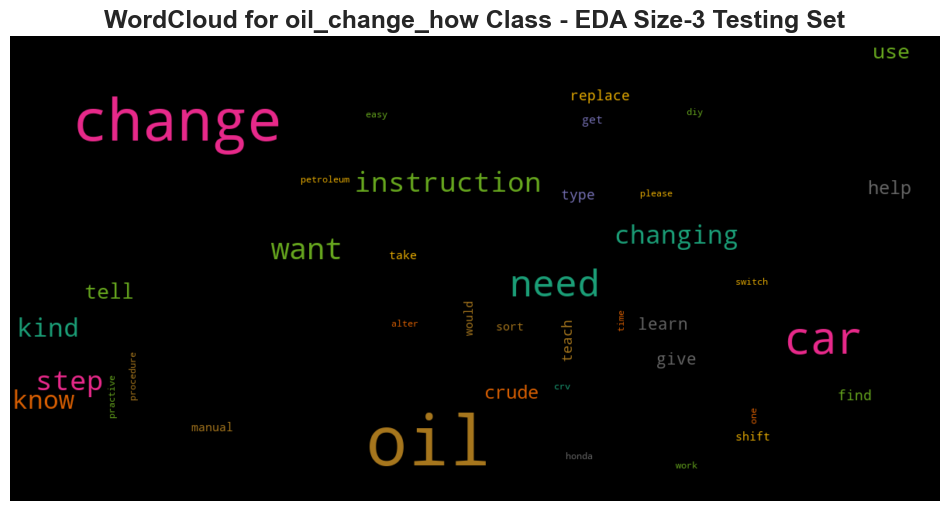 WordCloud for oil_change_how Class - EDA Size-3 Testing Set
use
change
replace
easy
get
diy
petroleum
instruction
type
please
help
want
take
changing
need
switch
tell
kind
alter
would
sort
teach
time
learn
car
give
step
procedure
practive
know
crude
crv
find
manual
oil
one
shift
honda
work